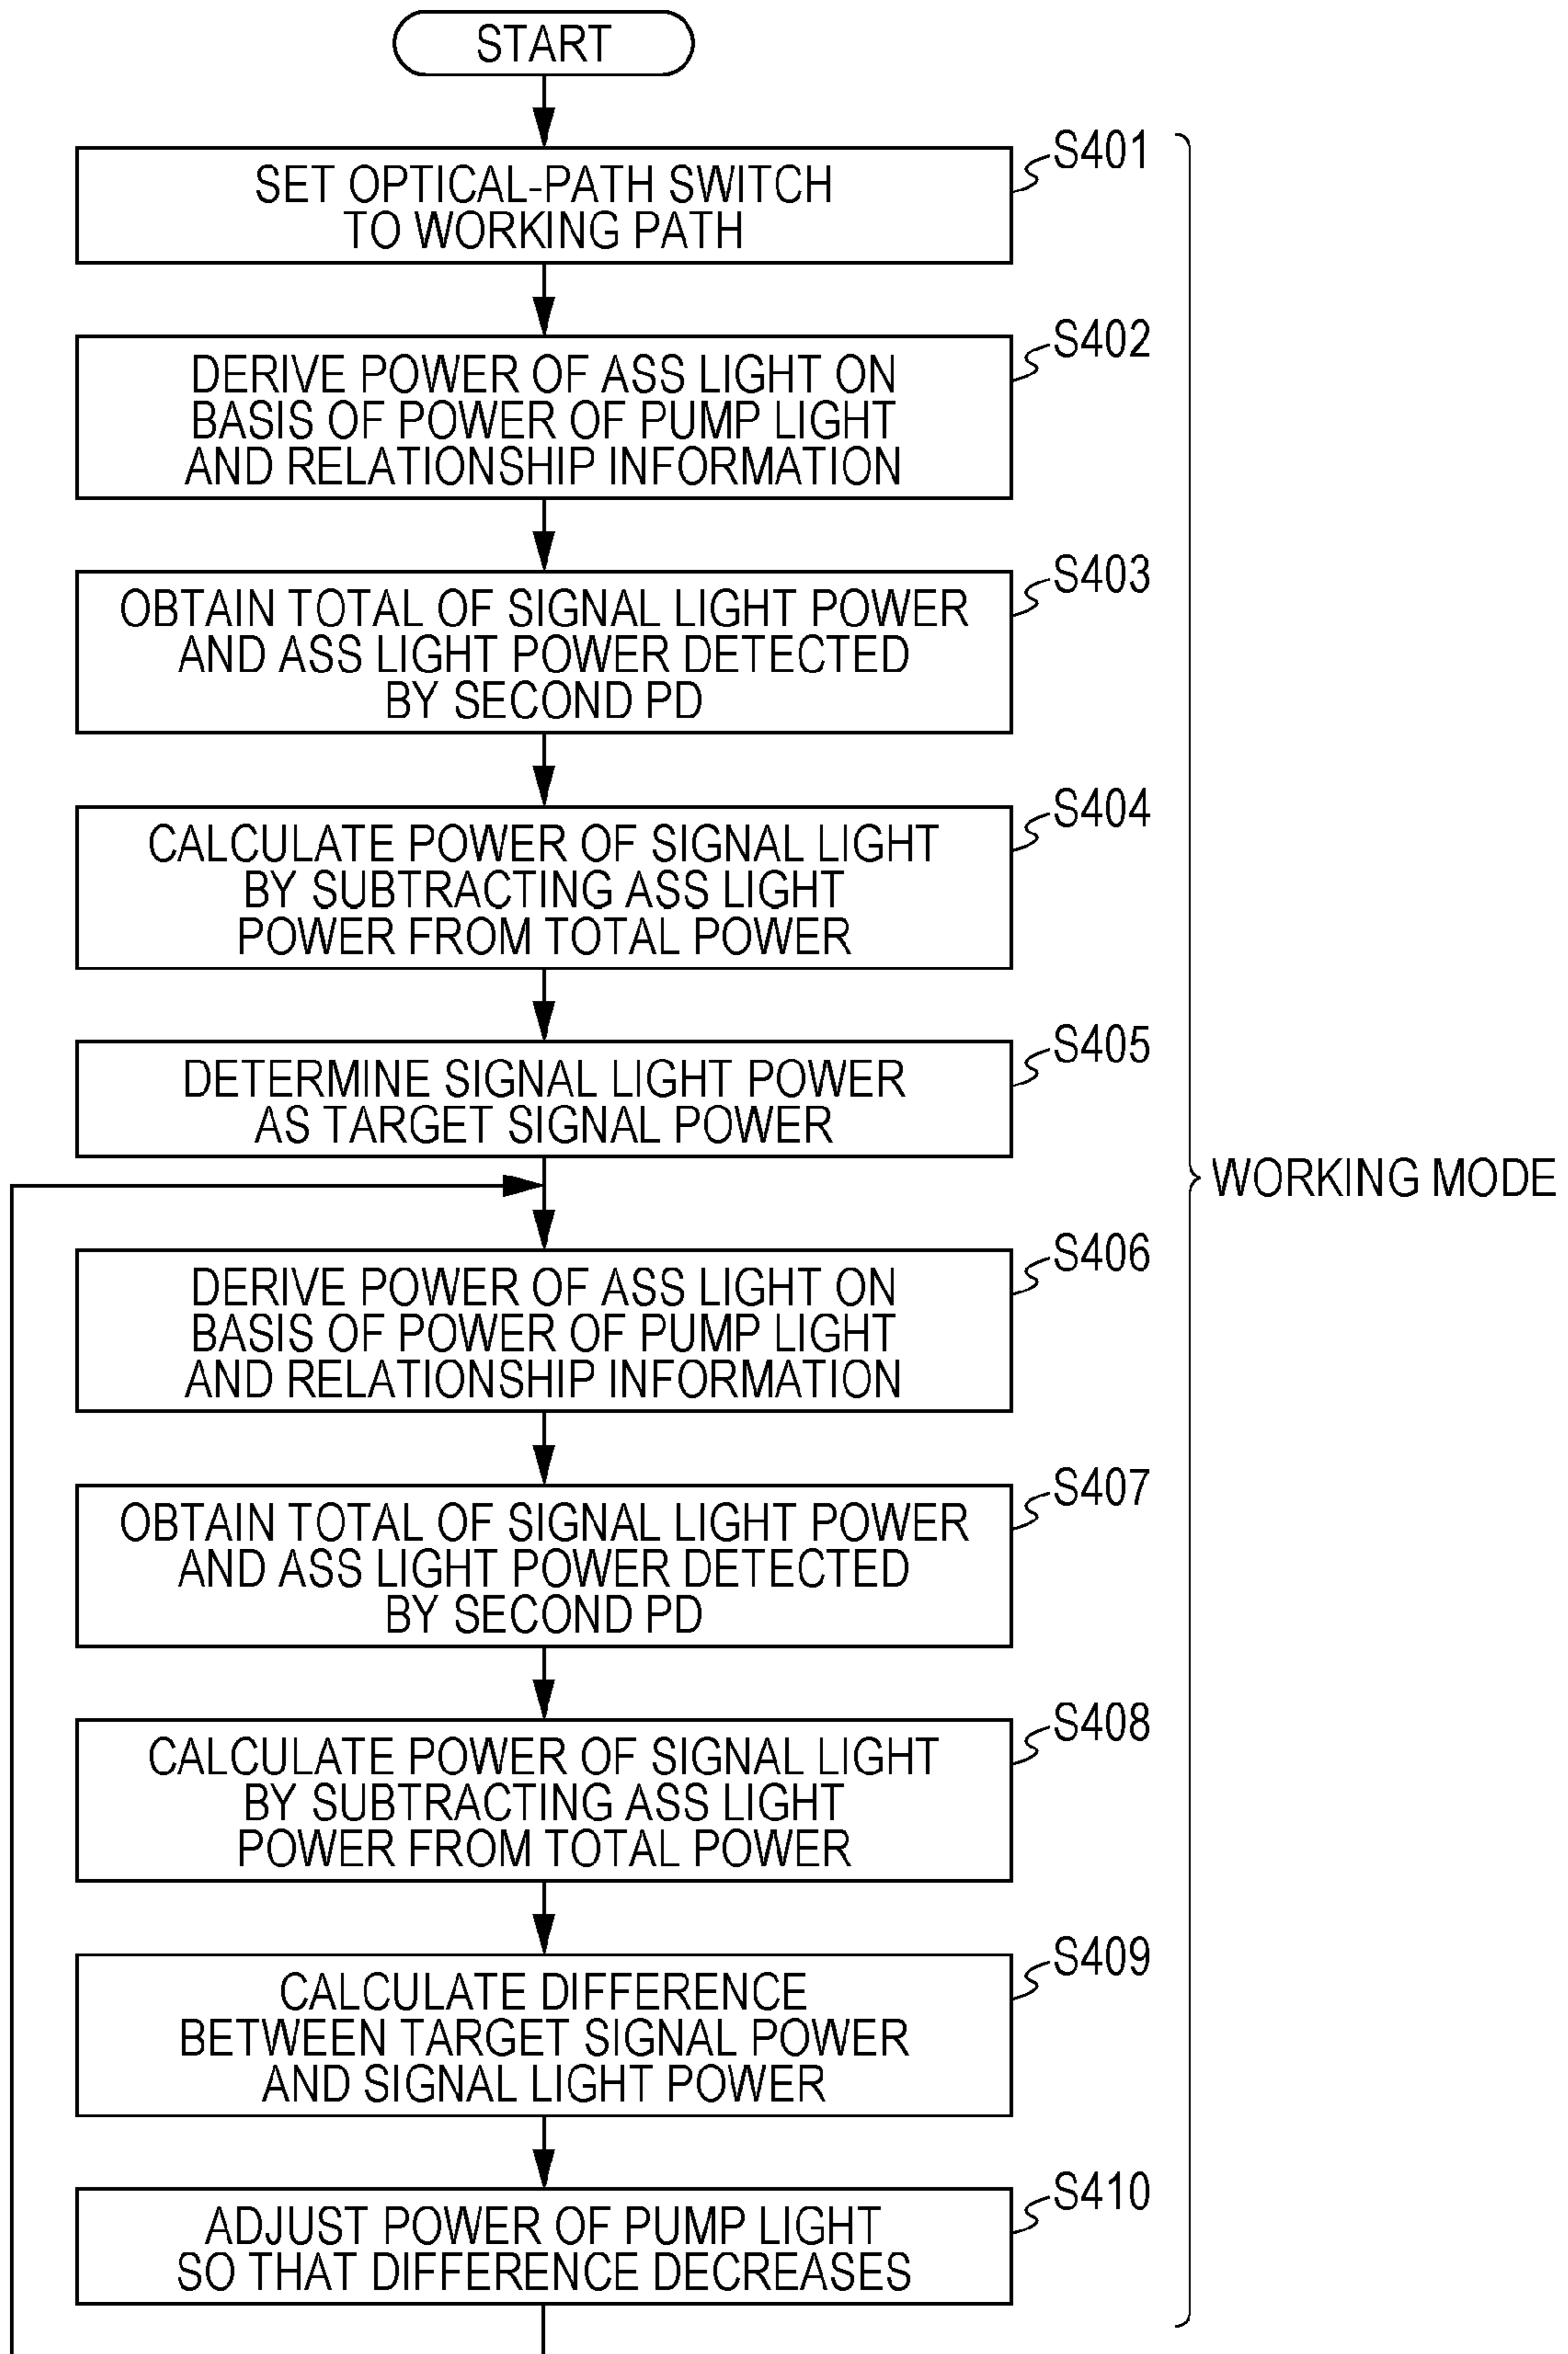 START
S401
SET OPTICAL-PATH SWITCH
TO WORKING PATH
S402
DERIVE POWER OF ASS LIGHT ON
BASIS OF POWER OF PUMP LIGHT
AND RELATIONSHIP INFORMATION
S403
OBTAIN TOTAL OF SIGNAL LIGHT POWER
AND ASS LIGHT POWER DETECTED
BY SECOND PD
S404
CALCULATE POWER OF SIGNAL LIGHT
BY SUBTRACTING ASS LIGHT
POWER FROM TOTAL POWER
S405
DETERMINE SIGNAL LIGHT POWER
AS TARGET SIGNAL POWER
WORKING MODE
S406
DERIVE POWER OF ASS LIGHT ON
BASIS OF POWER OF PUMP LIGHT
AND RELATIONSHIP INFORMATION
S407
OBTAIN TOTAL OF SIGNAL LIGHT POWER
AND ASS LIGHT POWER DETECTED
BY SECOND PD
S408
CALCULATE POWER OF SIGNAL LIGHT
BY SUBTRACTING ASS LIGHT
POWER FROM TOTAL POWER
S409
CALCULATE DIFFERENCE
BETWEEN TARGET SIGNAL POWER
AND SIGNAL LIGHT POWER
S410
ADJUST POWER OF PUMP LIGHT
SO THAT DIFFERENCE DECREASES